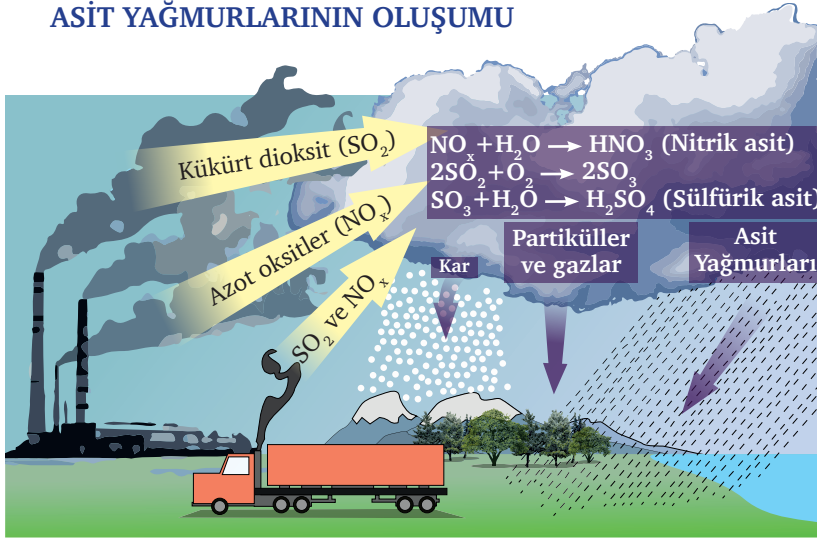 ASİT YAĞMURLARININ OLUŞUMU
Kükürt dioksit (SO₂)
Azot oksitler (NOₓ)
SO₂ ve NOₓ
NOₓ+H₂O → HNO₃ (Nitrik asit)
2SO₂+O₂ → 2SO₃
SO₃+H₂O → H₂SO₄ (Sülfürik asit)
Kar
Partiküller
ve gazlar
Asit
Yağmurları